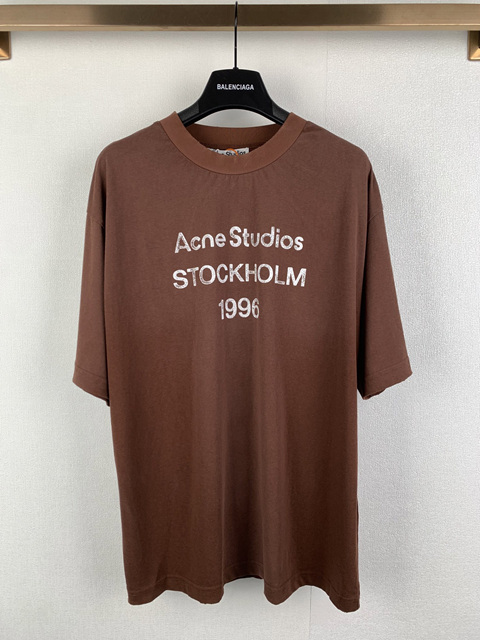 BALENCIAGA
Acne Studios
STOCKHOLM
1996